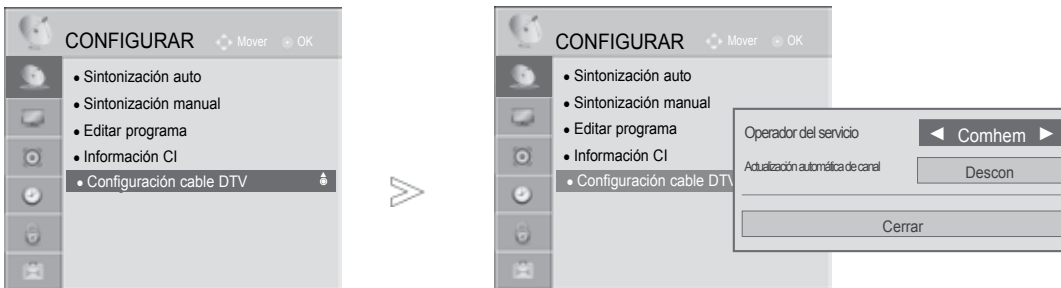 CONFIGURAR Mover OK
• Sintonización auto
• Sintonización manual
• Editar programa
• Información CI
• Configuración cable DTV
CONFIGURAR Mover OK
• Sintonización auto
• Sintonización manual
• Editar programa
• Información CI
• Configuración cable DTV
Operador del servicio ◄ Comhem ►
Actualización automática de canal Descon
Cerrar